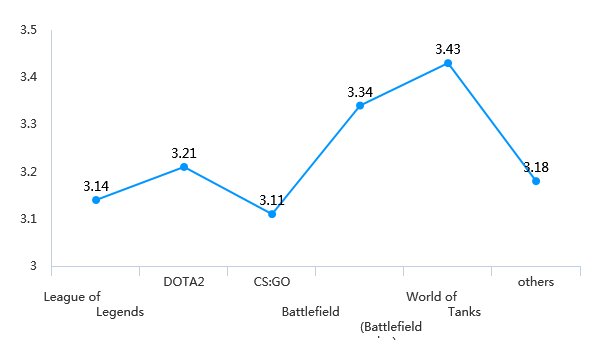 3.5
3.4
3.3
3.2
3.1
3
3.14
3.21
3.11
3.34
3.43
3.18
League of
Legends
DOTA2
CS:GO
Battlefield
(Battlefield
World of
Tanks
others